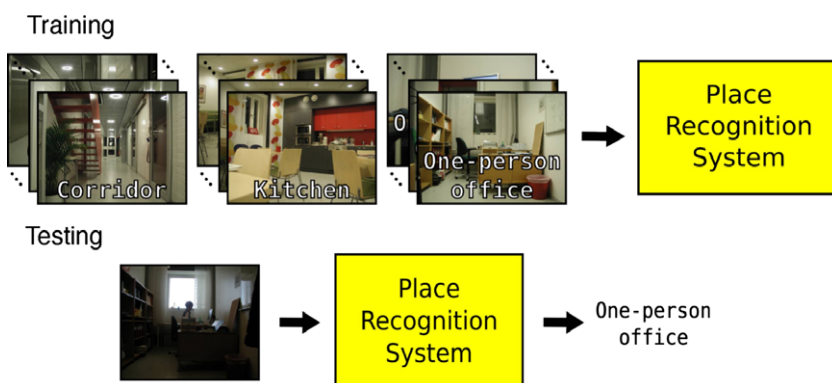 Training
Corridor
Kitchen
O
One-person
office
Place
Recognition
System
Testing
Place
Recognition
System
One-person
office